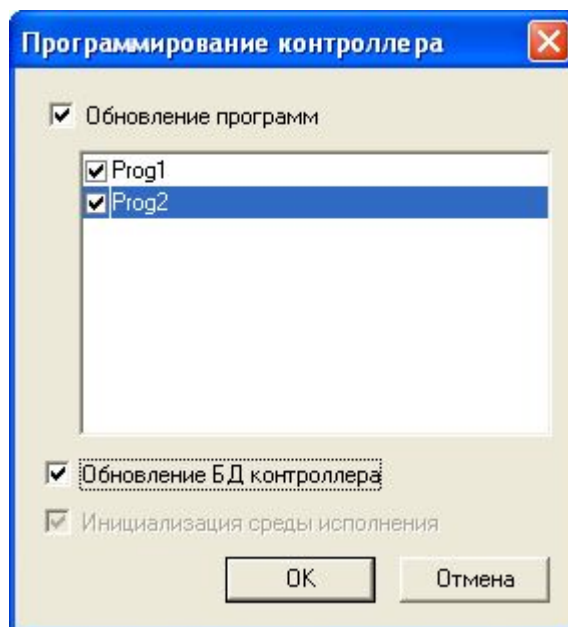 Программирование контроллера
Обновление программ
Prog1
Prog2
Обновление БД контроллера
Инициализация среды исполнения
OK
Отмена